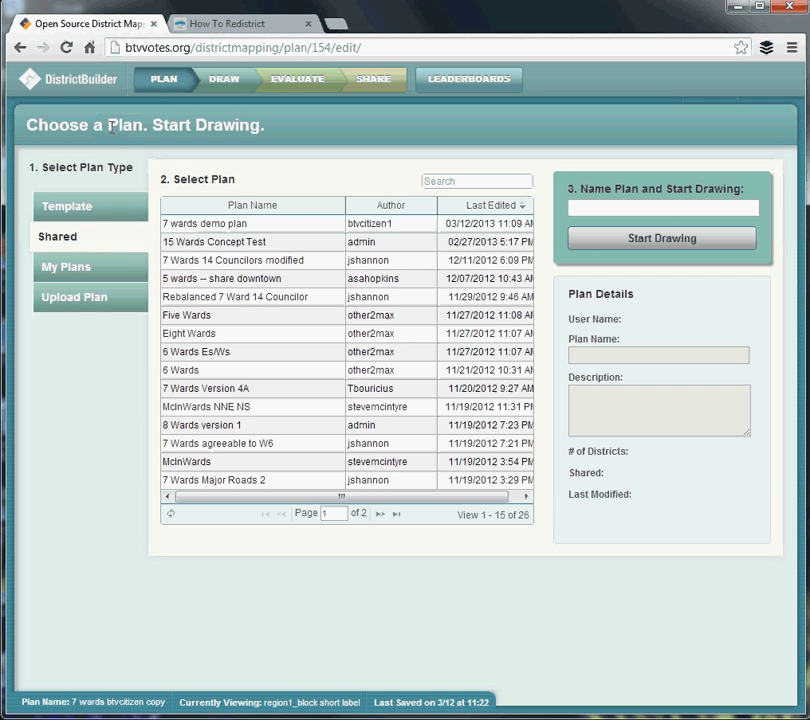 Open Source District Map
How To Redistrict
btvvotes.org/districtmapping/plan/154/edit/
DistrictBuilder
PLAN
DRAW
EVALUATE
SHARE
LEADERBOARDS
Choose a Plan. Start Drawing.
1. Select Plan Type
Template
Shared
My Plans
Upload Plan
2. Select Plan
Search
Plan Name Author Last Edited
7 wards demo plan btvcitizen1 03/12/2013 11:09 AM
15 Wards Concept Test admin 02/27/2013 5:17 PM
7 Wards 14 Councilors modified jshannon 12/11/2012 6:09 PM
5 wards -- share downtown asahopkins 12/07/2012 10:43 AM
Rebalanced 7 Ward 14 Councilor jshannon 11/29/2012 9:46 AM
Five Wards other2max 11/27/2012 11:08 AM
Eight Wards other2max 11/27/2012 11:07 AM
6 Wards Es/Ws other2max 11/27/2012 11:07 AM
6 Wards other2max 11/21/2012 10:31 AM
7 Wards Version 4A Tbouricius 11/20/2012 9:27 AM
McInWards NNE NS stevemcintyre 11/19/2012 11:31 PM
8 Wards version 1 admin 11/19/2012 7:23 PM
7 Wards agreeable to W6 jshannon 11/19/2012 7:21 PM
McInWards stevemcintyre 11/19/2012 3:54 PM
7 Wards Major Roads 2 jshannon 11/19/2012 3:29 PM
Page 1 of 2
View 1 - 15 of 26
3. Name Plan and Start Drawing:
Start Drawing
Plan Details
User Name:
Plan Name:
Description:
# of Districts:
Shared:
Last Modified:
Plan Name: 7 wards btvcitizen copy Currently Viewing: region1_block short label Last Saved on 3/12 at 11:22